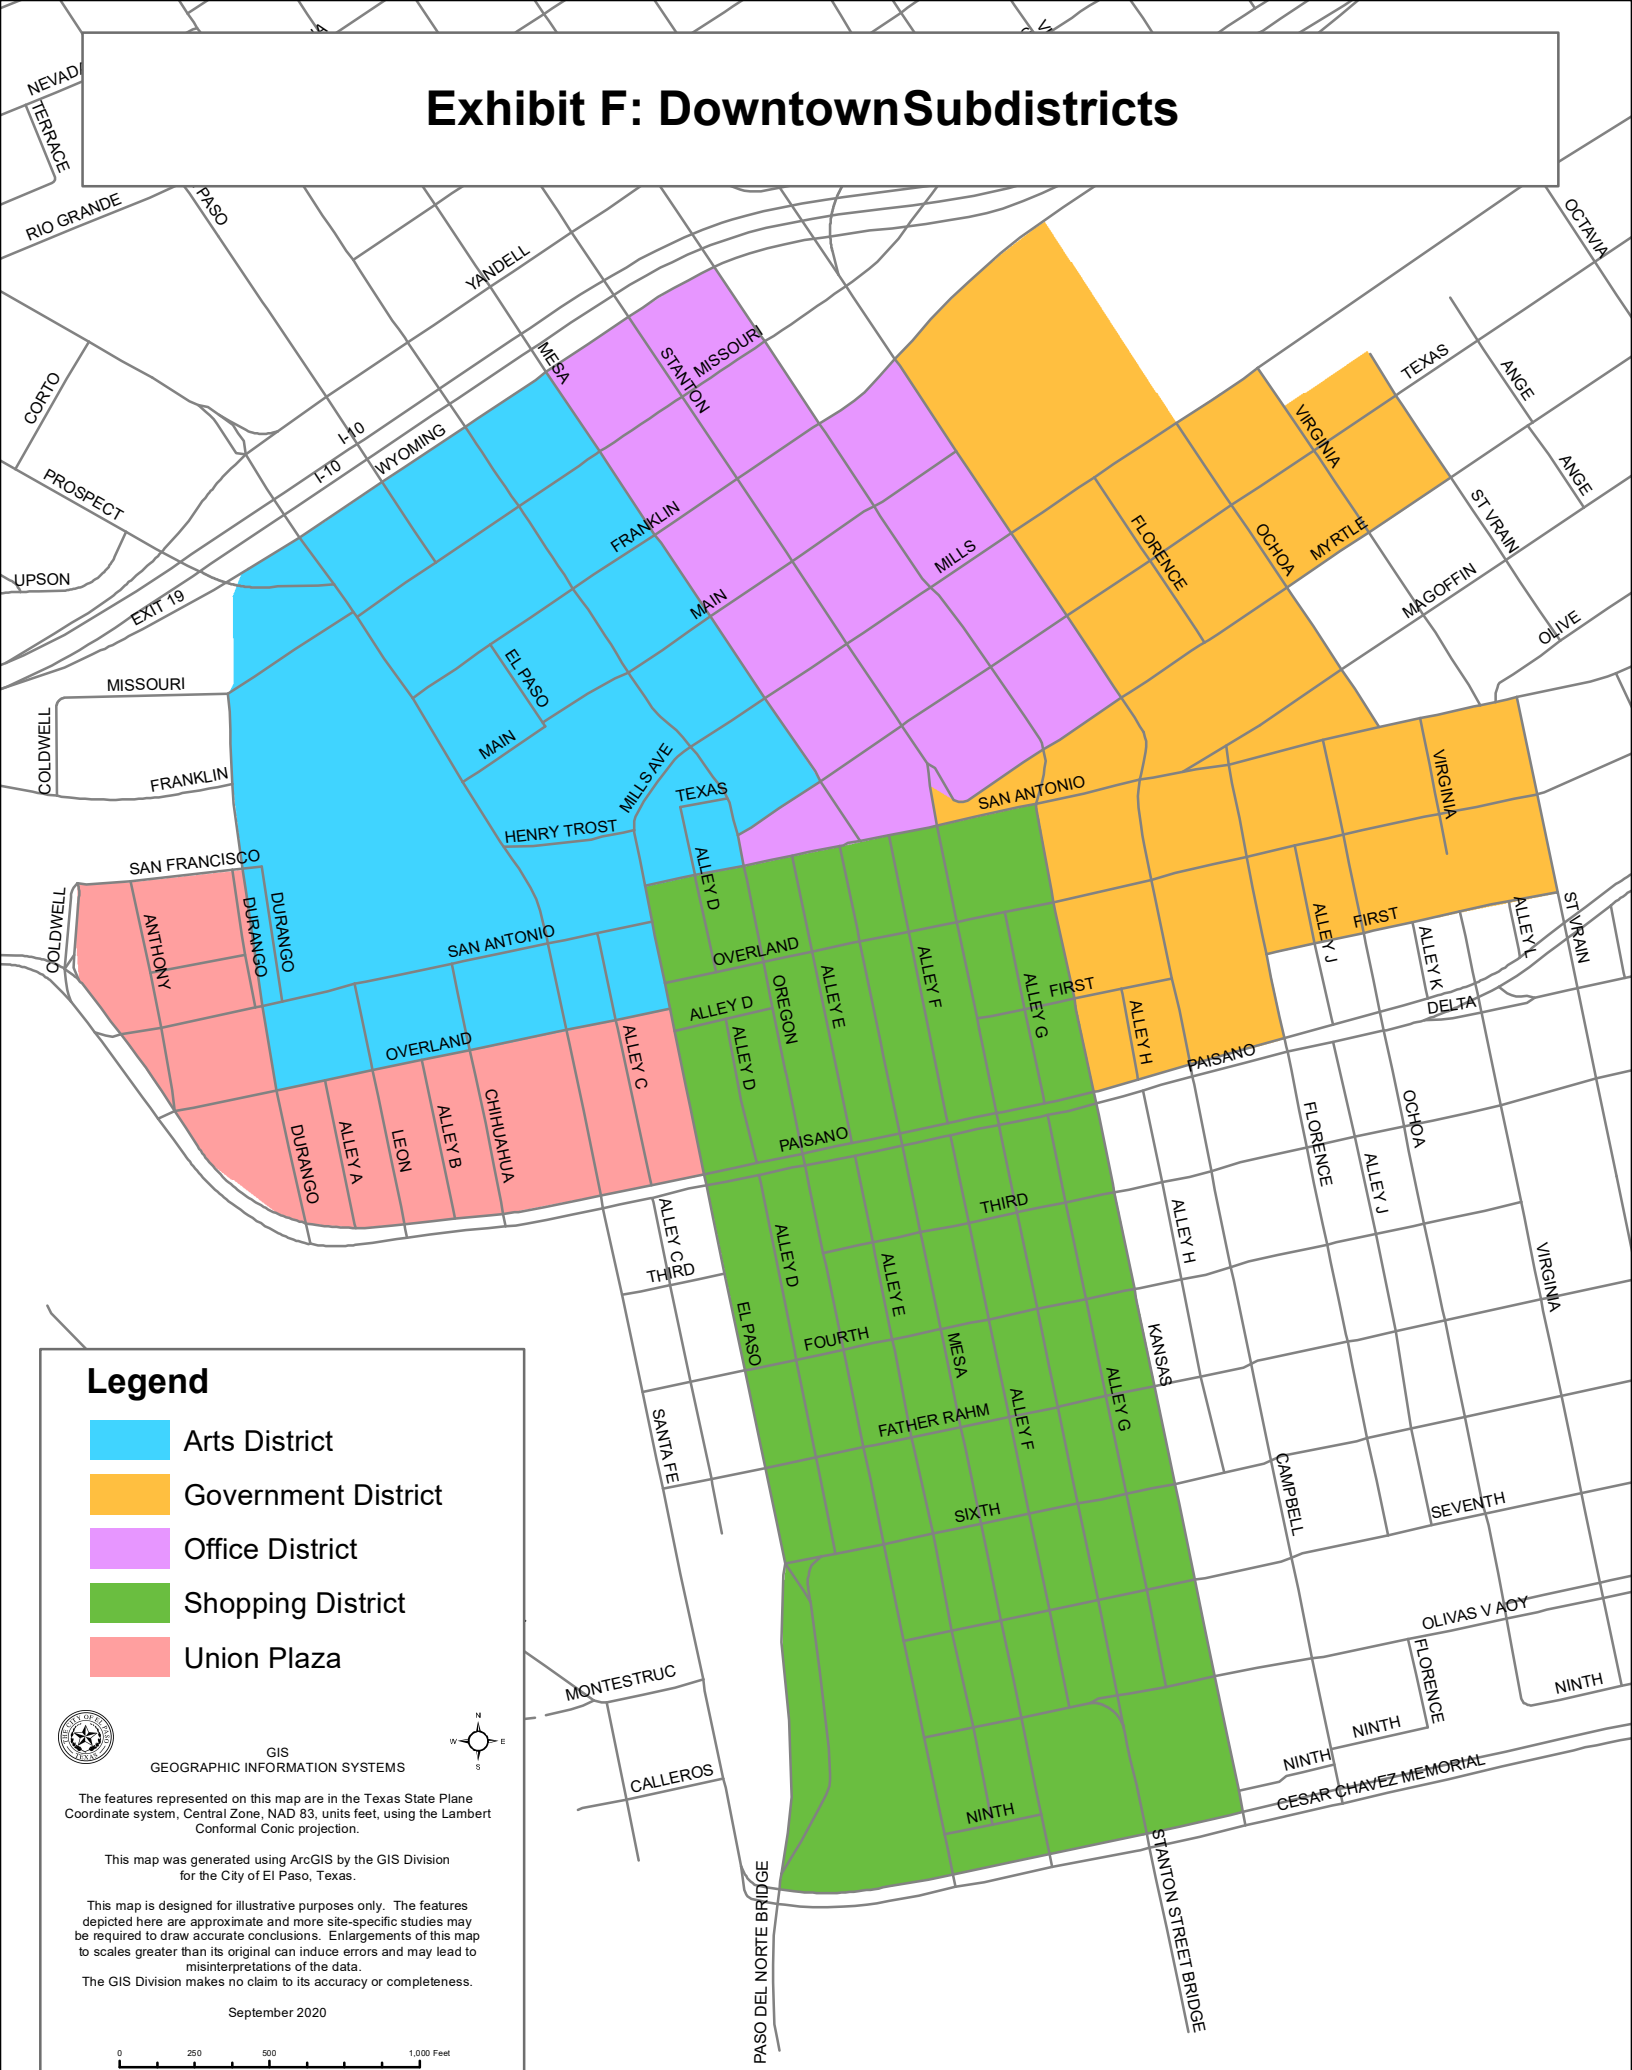 Exhibit F: Downtown Subdistricts
NEVADA
TERRACE
RIO GRANDE
PASO
YANDELL
OCTAVIA
CORTO
PROSPECT
I-10
I-10
WYOMING
MESA
STANTON
MISSOURI
TEXAS
ANGE
VIRGINIA
ANGE
UPSON
EXIT 19
FRANKLIN
MILLS
FLORENCE
OCHOA
MYRTLE
ST VRAIN
MAGOFFIN
OLIVE
MAIN
EL PASO
MISSOURI
COLDWELL
FRANKLIN
MAIN
MILLS AVE
TEXAS
HENRY TROST
SAN ANTONIO
VIRGINIA
SAN FRANCISCO
COLDWELL
ANTHONY
DURANGO
DURANGO
SAN ANTONIO
ALLEY D
OVERLAND
ALLEY D
OREGON
ALLEY E
ALLEY F
ALLEY G
FIRST
ALLEY H
ALLEY J
FIRST
ALLEY K
ALLEY L
ST VRAIN
DELTA
PAISANO
OVERLAND
ALLEY C
ALLEY D
DURANGO
ALLEY A
LEON
ALLEY B
CHIHUAHUA
PAISANO
FLORENCE
OCHOA
ALLEY J
ALLEY C
THIRD
ALLEY D
THIRD
ALLEY E
ALLEY H
VIRGINIA
EL PASO
FOURTH
MESA
KANSAS
ALLEY G
ALLEY F
FATHER RAHM
SANTA FE
SIXTH
CAMPBELL
SEVENTH
OLIVAS V AOY
FLORENCE
NINTH
NINTH
NINTH
CESAR CHAVEZ MEMORIAL
MONTESTRUC
CALLEROS
NINTH
PASO DEL NORTE BRIDGE
STANTON STREET BRIDGE
Legend
Arts District
Government District
Office District
Shopping District
Union Plaza
THE CITY OF EL PASO
TEXAS
N
W E
S
GIS
GEOGRAPHIC INFORMATION SYSTEMS
The features represented on this map are in the Texas State Plane
Coordinate system, Central Zone, NAD 83, units feet, using the Lambert
Conformal Conic projection.
This map was generated using ArcGIS by the GIS Division
for the City of El Paso, Texas.
This map is designed for illustrative purposes only. The features
depicted here are approximate and more site-specific studies may
be required to draw accurate conclusions. Enlargements of this map
to scales greater than its original can induce errors and may lead to
misinterpretations of the data.
The GIS Division makes no claim to its accuracy or completeness.
September 2020
0 250 500 1,000 Feet